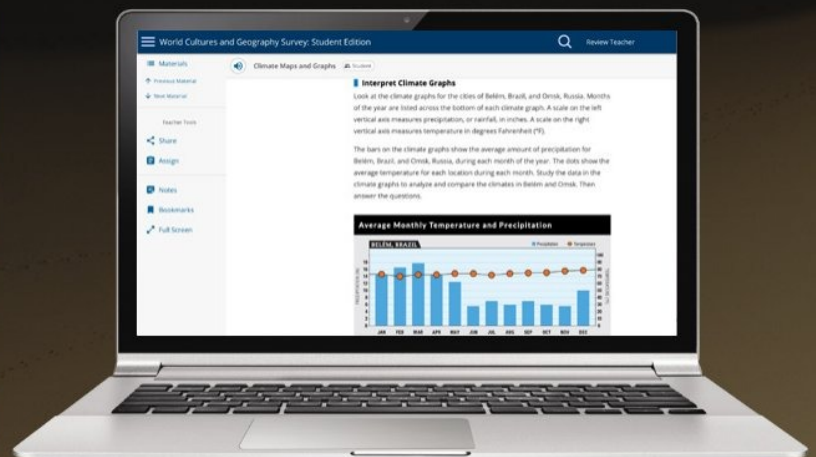 World Cultures and Geography Survey: Student Edition
Review Teacher
Materials
Previous Material
Next Material
Teacher Tools
Share
Assign
Notes
Bookmarks
Full Screen
Climate Maps and Graphs
Student
Interpret Climate Graphs
Look at the climate graphs for the cities of Belém, Brazil, and Omsk, Russia. Months
of the year are listed across the bottom of each climate graph. A scale on the left
vertical axis measures precipitation, or rainfall, in inches. A scale on the right
vertical axis measures temperature in degrees Fahrenheit (°F).
The bars on the climate graphs show the average amount of precipitation for
Belém, Brazil, and Omsk, Russia, during each month of the year. The dots show the
average temperature for each location during each month. Study the data in the
climate graphs to analyze and compare the climates in Belém and Omsk. Then
answer the questions.
Average Monthly Temperature and Precipitation
BELÉM, BRAZIL
Precipitation
Temperature
JAN FEB MAR APR MAY JUN JUL AUG SEP OCT NOV DEC